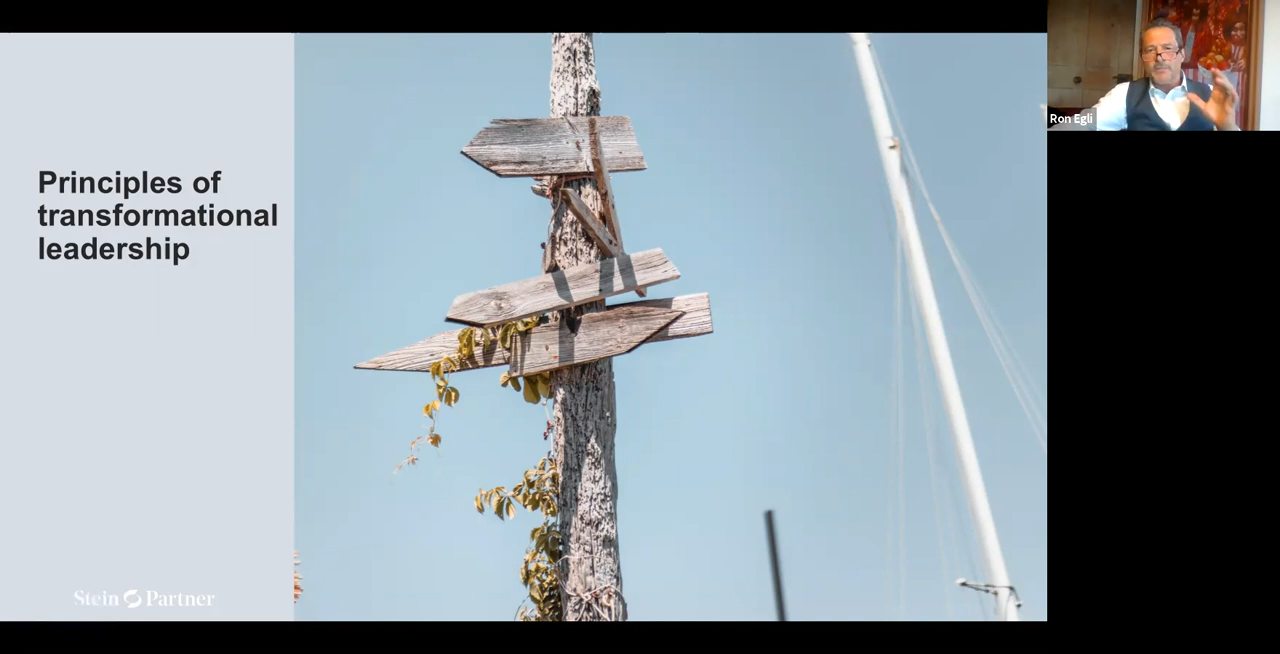 Principles of
transformational
leadership
Stein Partner
Ron Egli